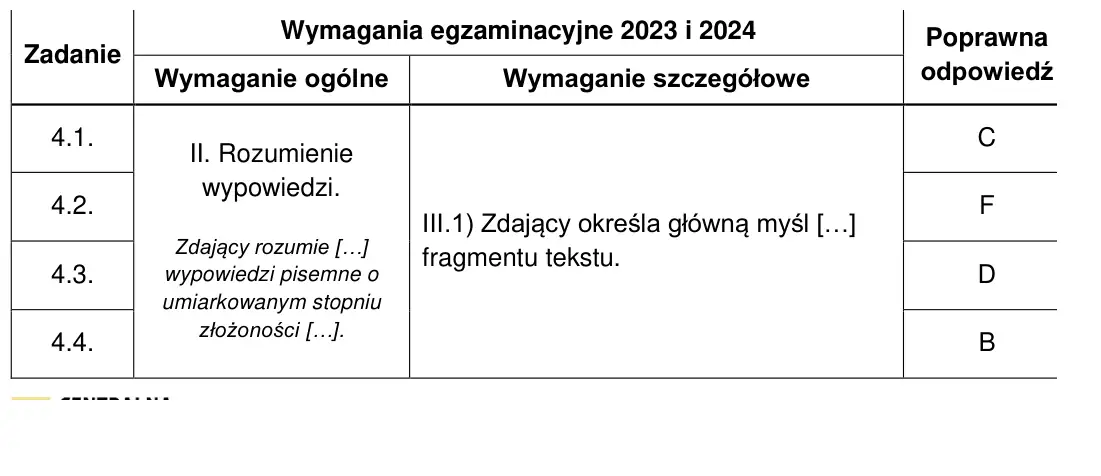 Zadanie
Wymagania egzaminacyjne 2023 i 2024
Poprawna
odpowiedź
Wymaganie ogólne
Wymaganie szczegółowe
4.1.
II. Rozumienie
wypowiedzi.
Zdający rozumie […]
wypowiedzi pisemne o
umiarkowanym stopniu
złożoności […].
III.1) Zdający określa główną myśl […]
fragmentu tekstu.
C
4.2.
F
4.3.
D
4.4.
B
CENTRALNA